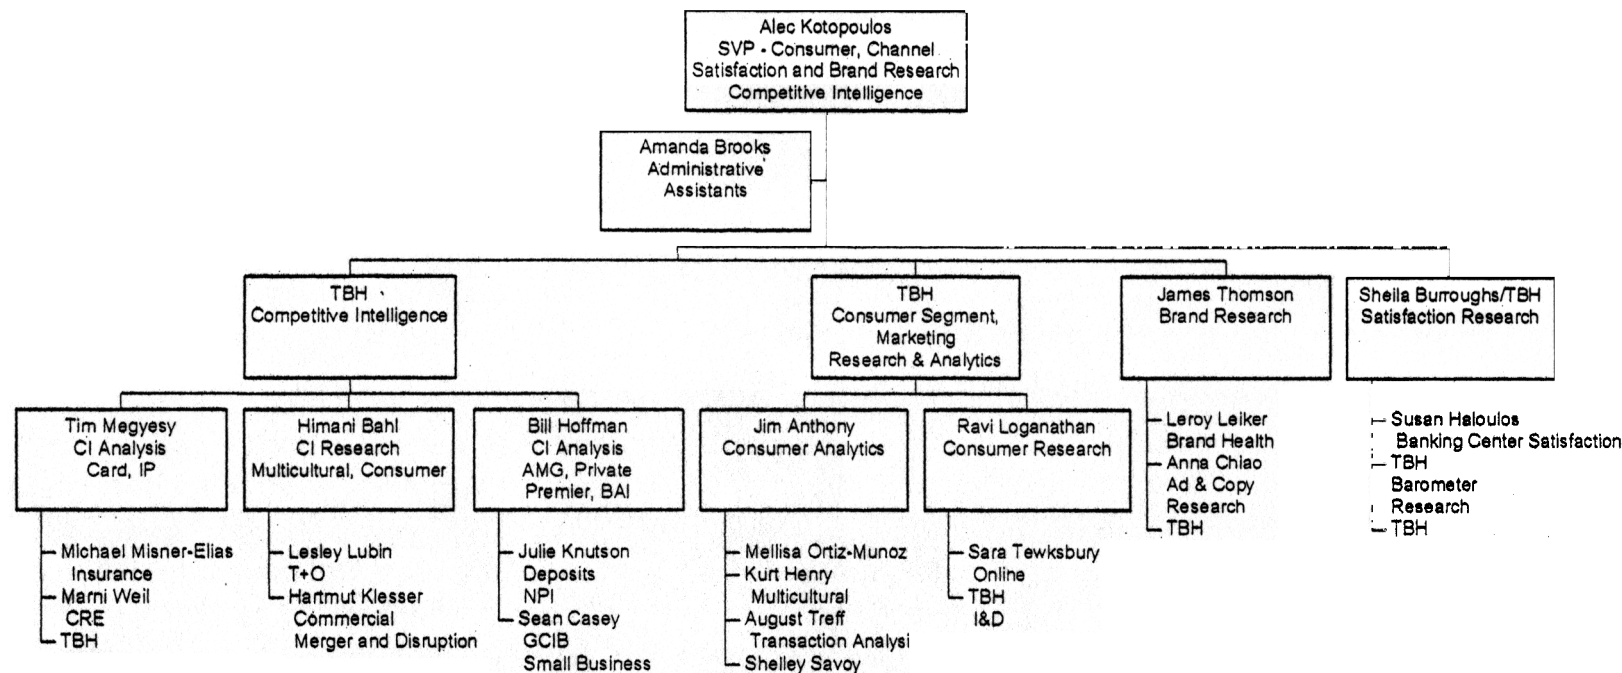 Alec Kotopoulos
SVP - Consumer, Channel
Satisfaction and Brand Research
Competitive Intelligence
Amanda Brooks
Administrative
Assistants
TBH
Competitive Intelligence
TBH
Consumer Segment,
Marketing
Research & Analytics
James Thomson
Brand Research
Sheila Burroughs/TBH
Satisfaction Research
Tim Megyesy
CI Analysis
Card, IP
Himani Bahl
CI Research
Multicultural, Consumer
Bill Hoffman
CI Analysis
AMG, Private
Premier, BAI
Jim Anthony
Consumer Analytics
Ravi Loganathan
Consumer Research
Leroy Leiker
Brand Health
Anna Chiao
Ad & Copy
Research
TBH
Susan Haloulos
Banking Center Satisfaction
TBH
Barometer
Research
TBH
Michael Misner-Elias
Insurance
Marni Weil
CRE
TBH
Lesley Lubin
T+O
Hartmut Klesser
Commercial
Merger and Disruption
Julie Knutson
Deposits
NPI
Sean Casey
GCIB
Small Business
Mellisa Ortiz-Munoz
Kurt Henry
Multicultural
August Treff
Transaction Analysi
Shelley Savoy
Sara Tewksbury
Online
TBH
I&D